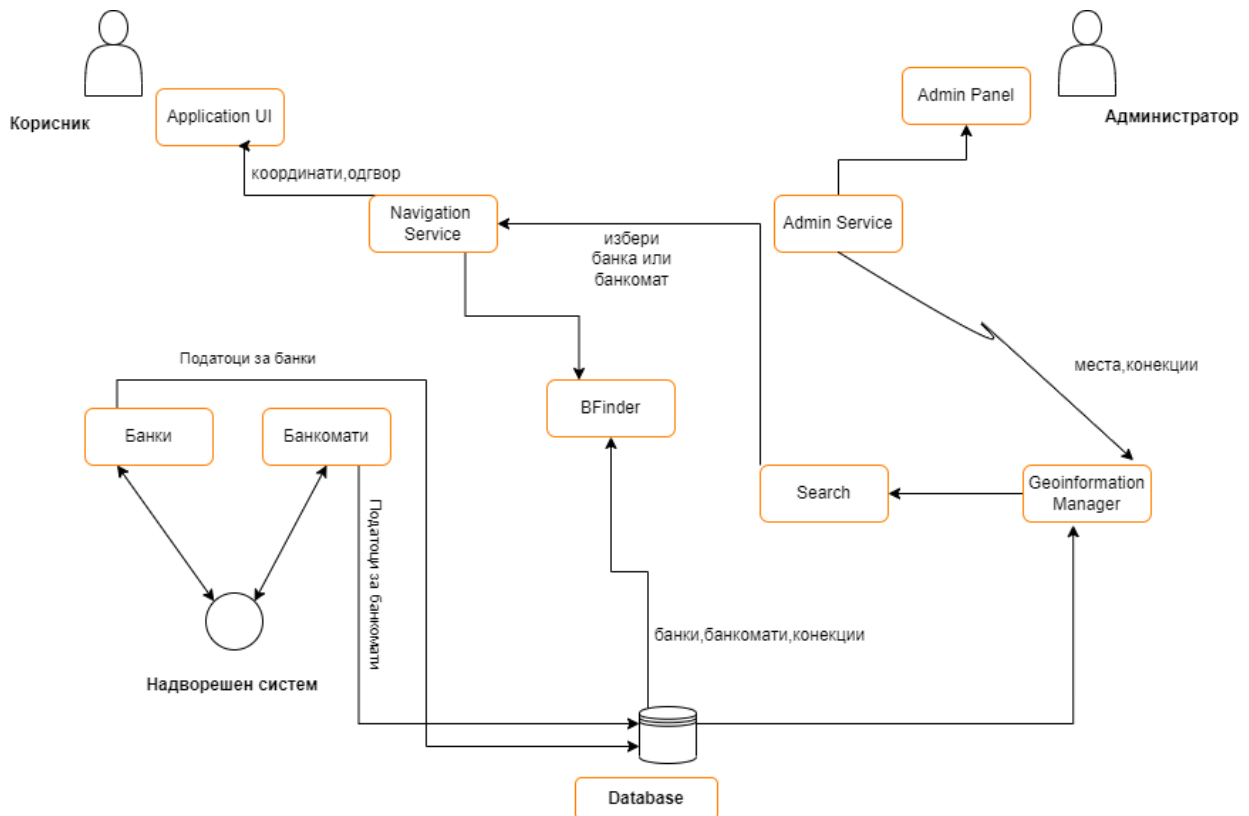 Корисник
Application UI
Admin Panel
Администратор
координати,одгвор
Navigation
Service
избери
банка или
банкомат
Admin Service
места,конекции
Податоци за банки
Банки
Банкомати
BFinder
Search
Geoinformation
Manager
Податоци за банкомати
Надворешен систем
банки,банкомати,конекции
Database